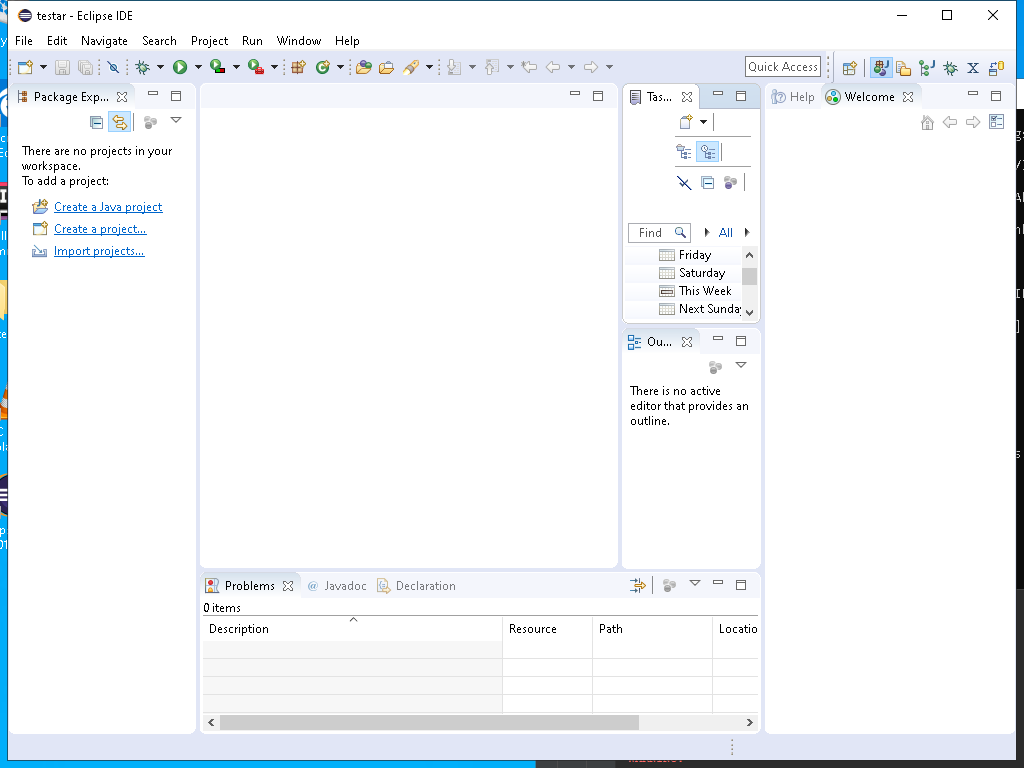 testar - Eclipse IDE
File Edit Navigate Search Project Run Window Help
Quick Access
Package Exp...
There are no projects in your
workspace.
To add a project:
Create a Java project
Create a project...
Import projects...
Tas...
Find
All
Friday
Saturday
This Week
Next Sunday
Ou...
There is no active
editor that provides an
outline.
Help
Welcome
Problems
@ Javadoc
Declaration
0 items
Description Resource Path Locatio